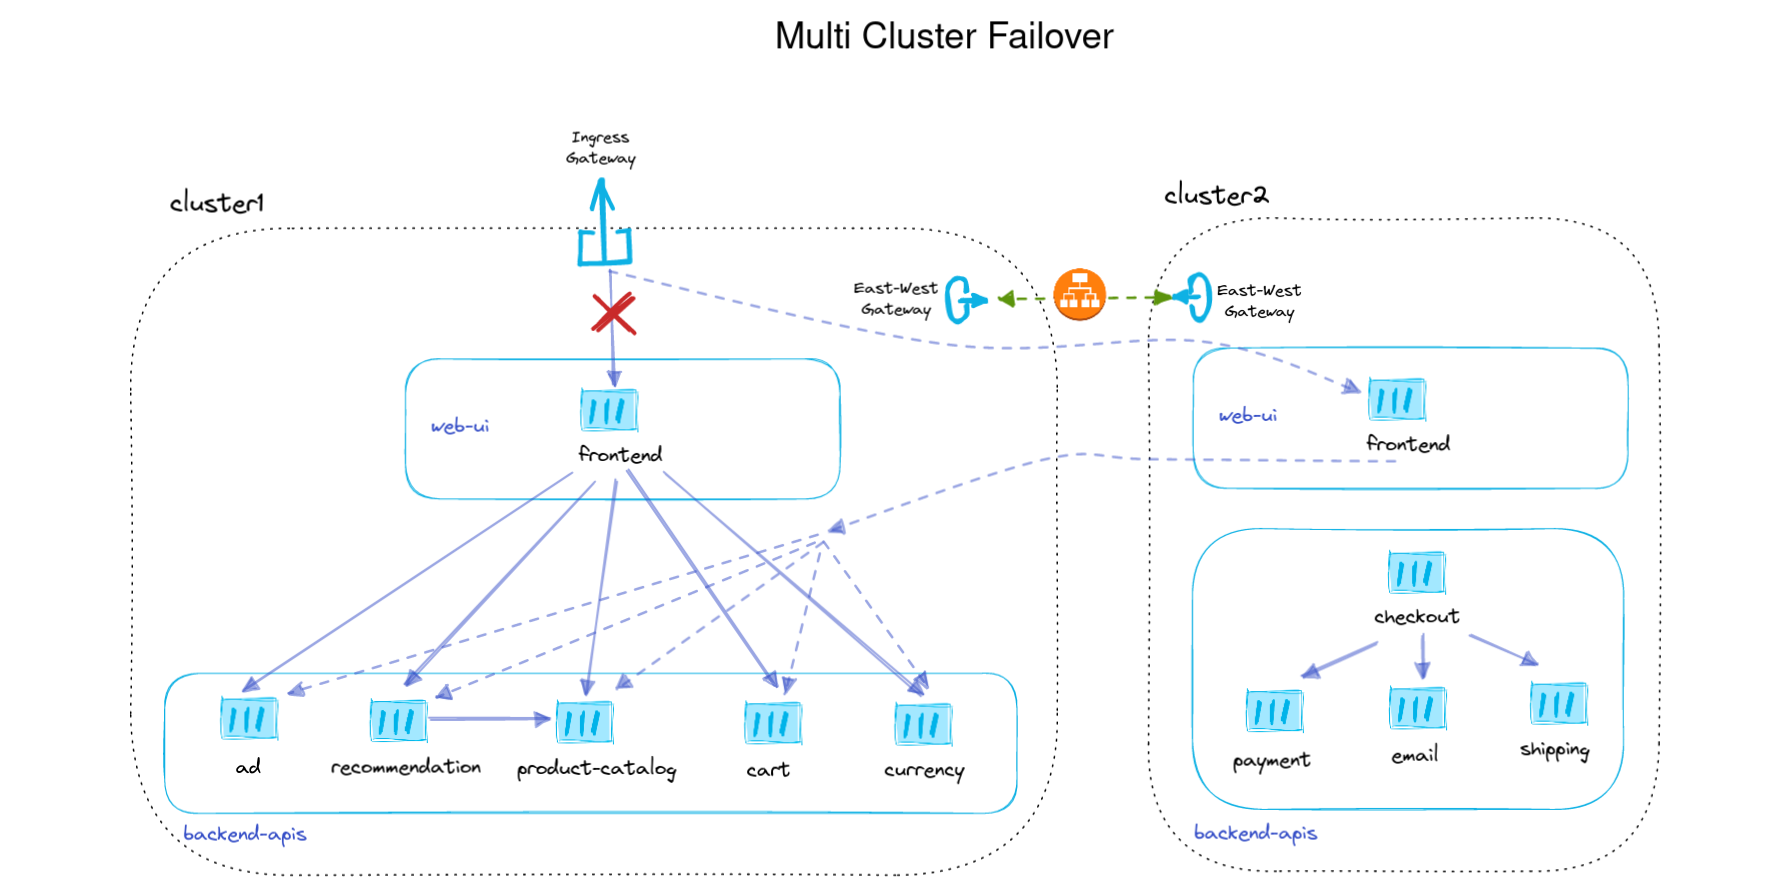 Multi Cluster Failover
Ingress
Gateway
cluster1
cluster2
East-West
Gateway
East-West
Gateway
web-ui
frontend
web-ui
frontend
checkout
payment
email
shipping
ad
recommendation
product-catalog
cart
currency
backend-apis
backend-apis